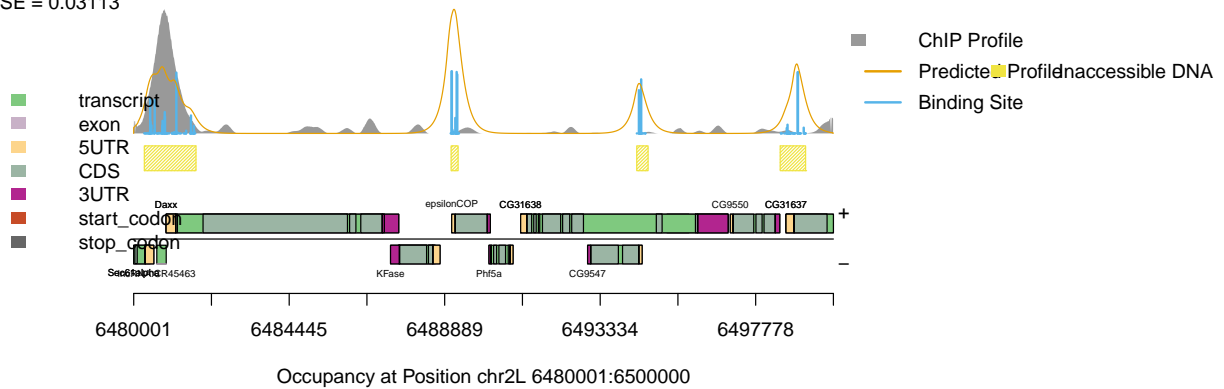 SE = 0.03113
ChIP Profile
Predicted Profile
Inaccessible DNA
Binding Site
transcript
exon
5UTR
CDS
3UTR
start_codon
stop_codon
Daxx
epsilonCOP
CG31638
CG9550
CG31637
+
CR45463
KFase
Phf5a
CG9547
–
6480001
6484445
6488889
6493334
6497778
Occupancy at Position chr2L 6480001:6500000